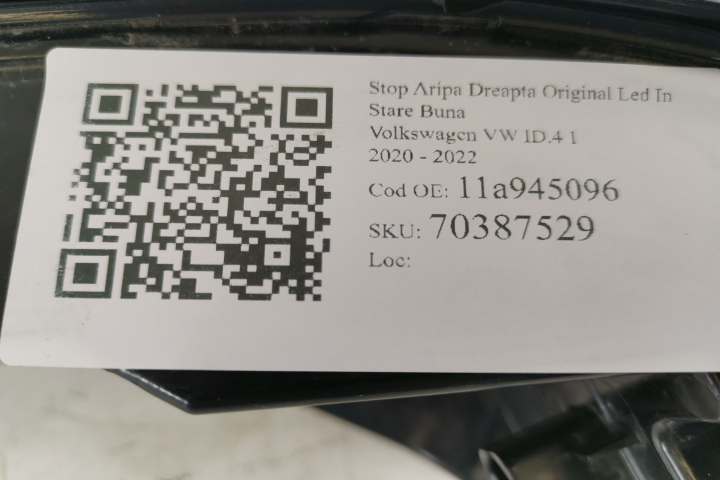 Stop Aripa Dreapta Original Led In
Stare Buna
Volkswagen VW ID.4 1
2020 - 2022
Cod OE: 11a945096
SKU: 70387529
Loc: